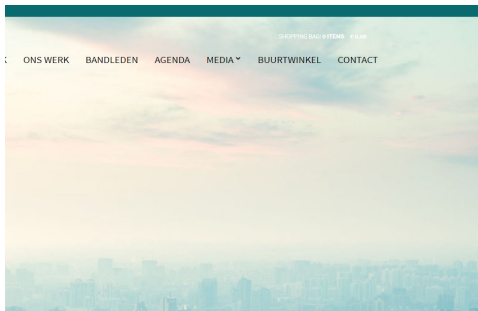 SHOPPING BAG: 0 ITEMS
ONS WERK BANDLEDEN AGENDA MEDIA BUURTWINKEL CONTACT